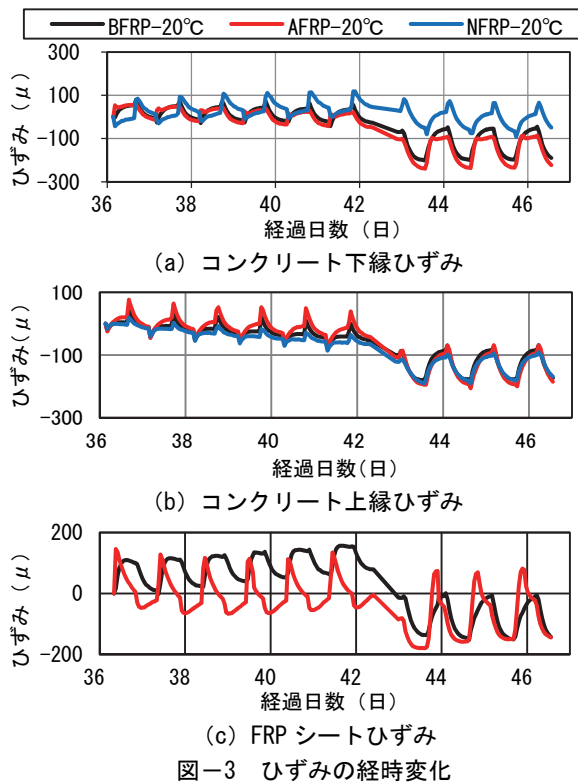 BFRP-20℃ AFRP-20℃ NFRP-20℃
300
100
-100
-300
ひずみ（μ）
36 38 40 42 44 46
経過日数（日）
(a) コンクリート下縁ひずみ
100
-100
-300
ひずみ(μ)
36 38 40 42 44 46
経過日数(日)
(b) コンクリート上縁ひずみ
200
0
-200
ひずみ（μ）
36 38 40 42 44 46
経過日数（日）
(c) FRP シートひずみ
図－3 ひずみの経時変化